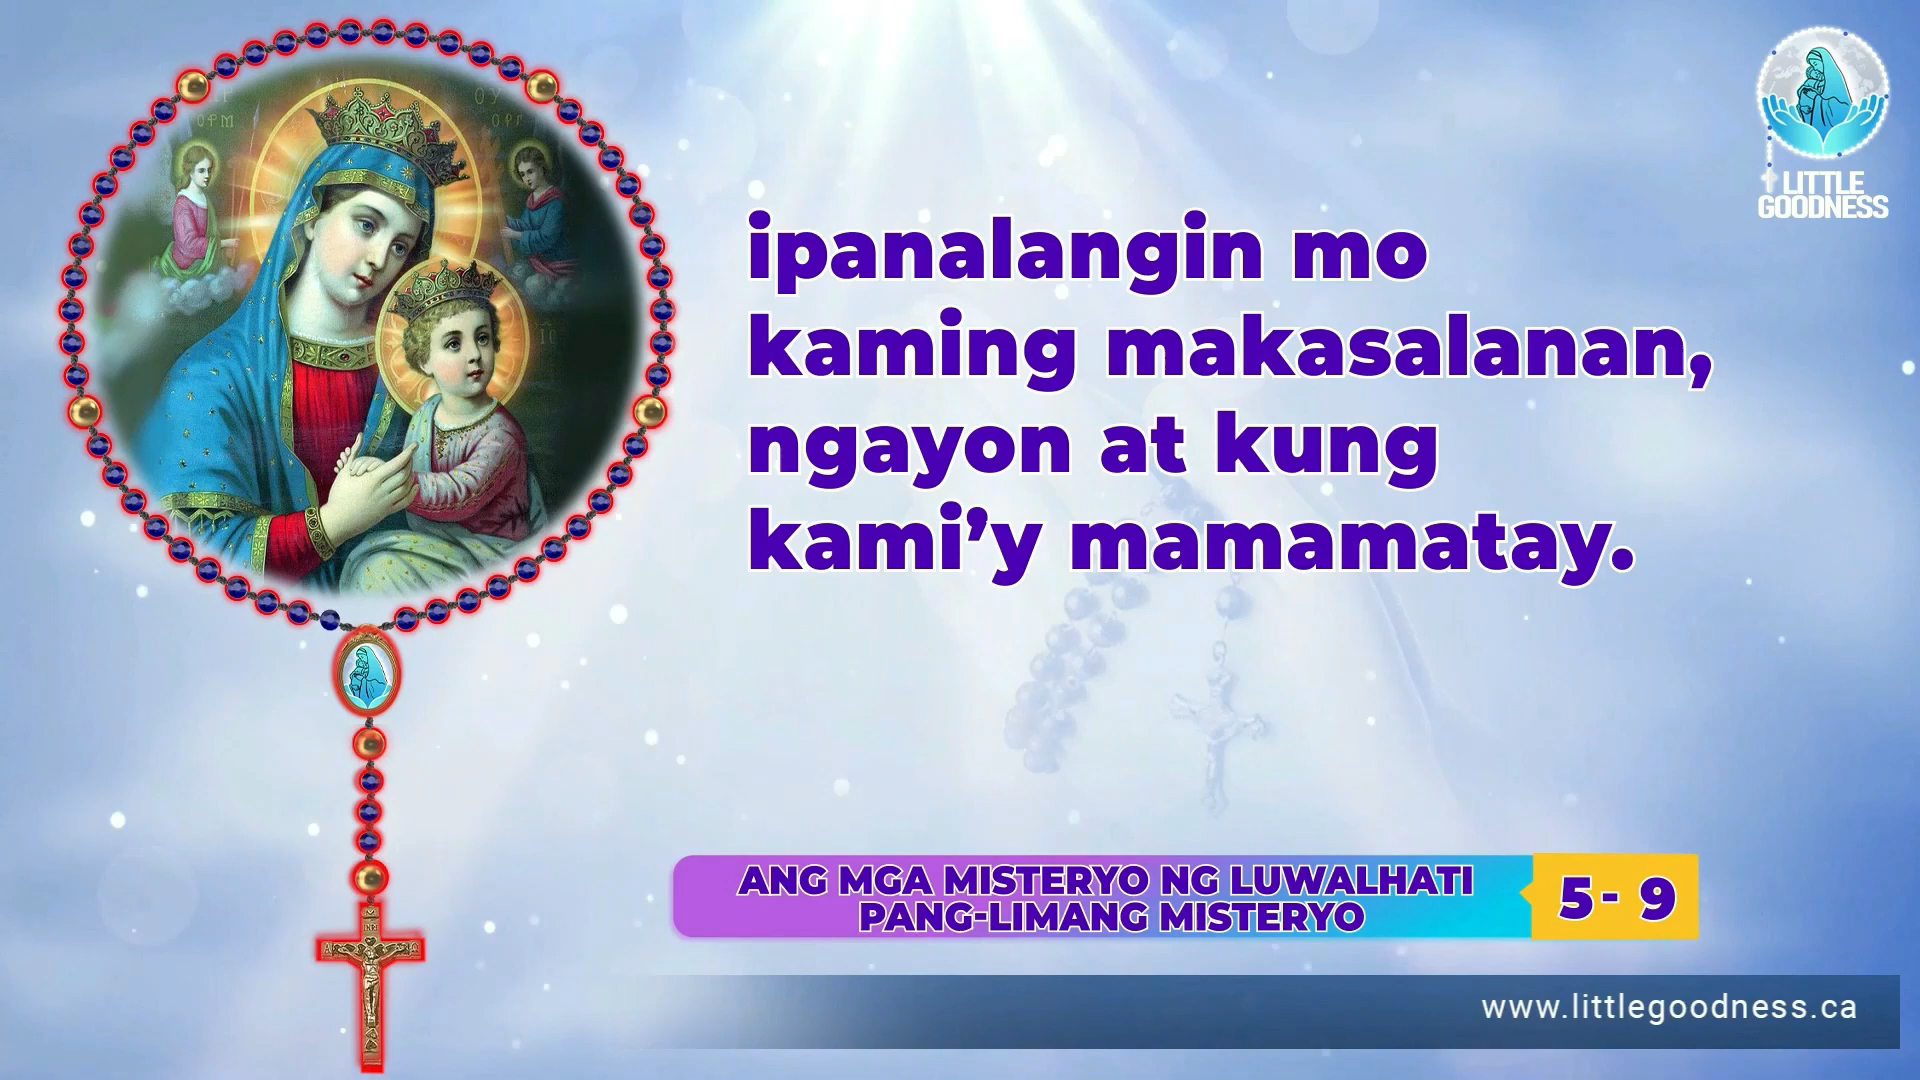 LITTLE
GOODNESS
ipanalangin mo
kaming makasalanan,
ngayon at kung
kami’y mamamatay.
ANG MGA MISTERYO NG LUWALHATI
PANG-LIMANG MISTERYO
5- 9
www.littlegoodness.ca
INRI